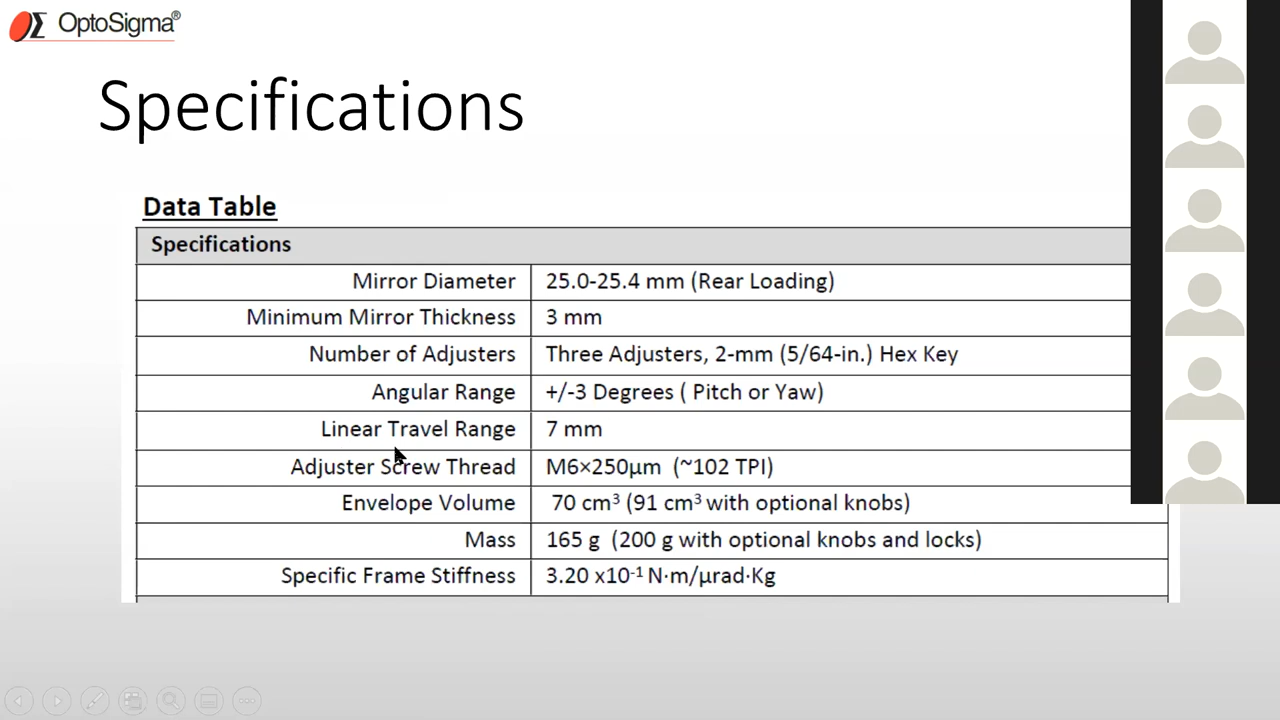 OptoSigma®
Specifications
Data Table
Specifications
Mirror Diameter 25.0-25.4 mm (Rear Loading)
Minimum Mirror Thickness 3 mm
Number of Adjusters Three Adjusters, 2-mm (5/64-in.) Hex Key
Angular Range +/-3 Degrees ( Pitch or Yaw)
Linear Travel Range 7 mm
Adjuster Screw Thread M6×250µm (~102 TPI)
Envelope Volume 70 cm³ (91 cm³ with optional knobs)
Mass 165 g (200 g with optional knobs and locks)
Specific Frame Stiffness 3.20 x10⁻¹ N·m/µrad·Kg